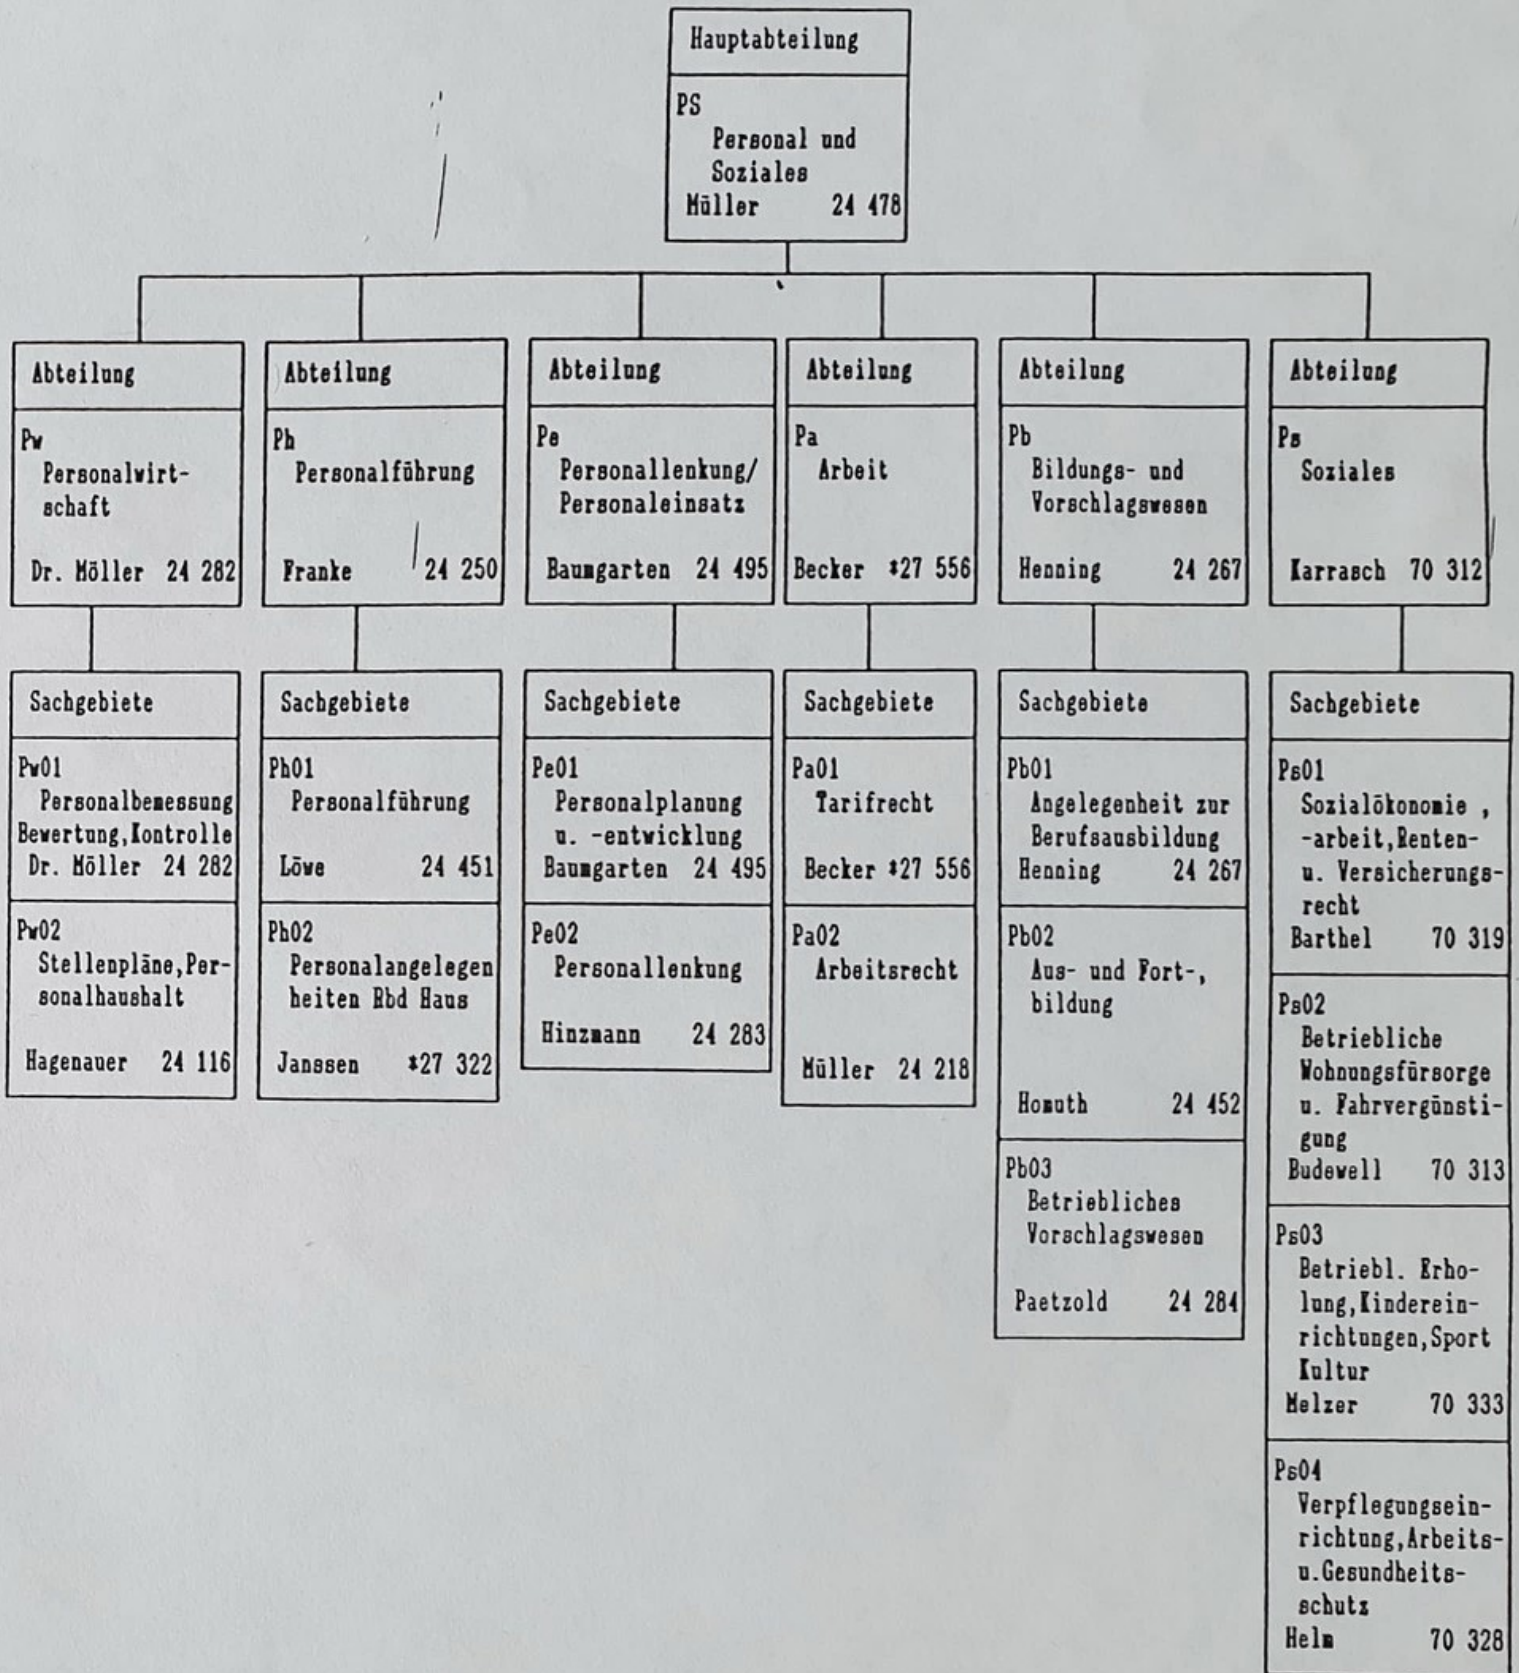 Hauptabteilung
PS
Personal und
Soziales
Müller 24 478
Abteilung
Pw
Personalwirt-
schaft
Dr. Möller 24 282
Abteilung
Ph
Personalführung
Franke 24 250
Abteilung
Pe
Personallenkung/
Personaleinsatz
Baumgarten 24 495
Abteilung
Pa
Arbeit
Becker *27 556
Abteilung
Pb
Bildungs- und
Vorschlagswesen
Henning 24 267
Abteilung
Ps
Soziales
Karrasch 70 312
Sachgebiete
Pw01
Personalbemessung
Bewertung,Kontrolle
Dr. Möller 24 282
Pw02
Stellenpläne,Per-
sonalhaushalt
Hagenauer 24 116
Sachgebiete
Ph01
Personalführung
Löwe 24 451
Ph02
Personalangelegen
heiten Rbd Haus
Janssen *27 322
Sachgebiete
Pe01
Personalplanung
u. -entwicklung
Baumgarten 24 495
Pe02
Personallenkung
Hinzmann 24 283
Sachgebiete
Pa01
Tarifrecht
Becker *27 556
Pa02
Arbeitsrecht
Müller 24 218
Sachgebiete
Pb01
Angelegenheit zur
Berufsausbildung
Henning 24 267
Pb02
Aus- und Fort-,
bildung
Homuth 24 452
Pb03
Betriebliches
Vorschlagswesen
Paetzold 24 284
Sachgebiete
Ps01
Sozialökonomie ,
-arbeit,Renten-
u. Versicherungs-
recht
Barthel 70 319
Ps02
Betriebliche
Wohnungsfürsorge
u. Fahrvergünsti-
gung
Budewell 70 313
Ps03
Betriebl. Erho-
lung,Kinderein-
richtungen,Sport
Kultur
Melzer 70 333
Ps04
Verpflegungsein-
richtung,Arbeits-
u.Gesundheits-
schutz
Helm 70 328